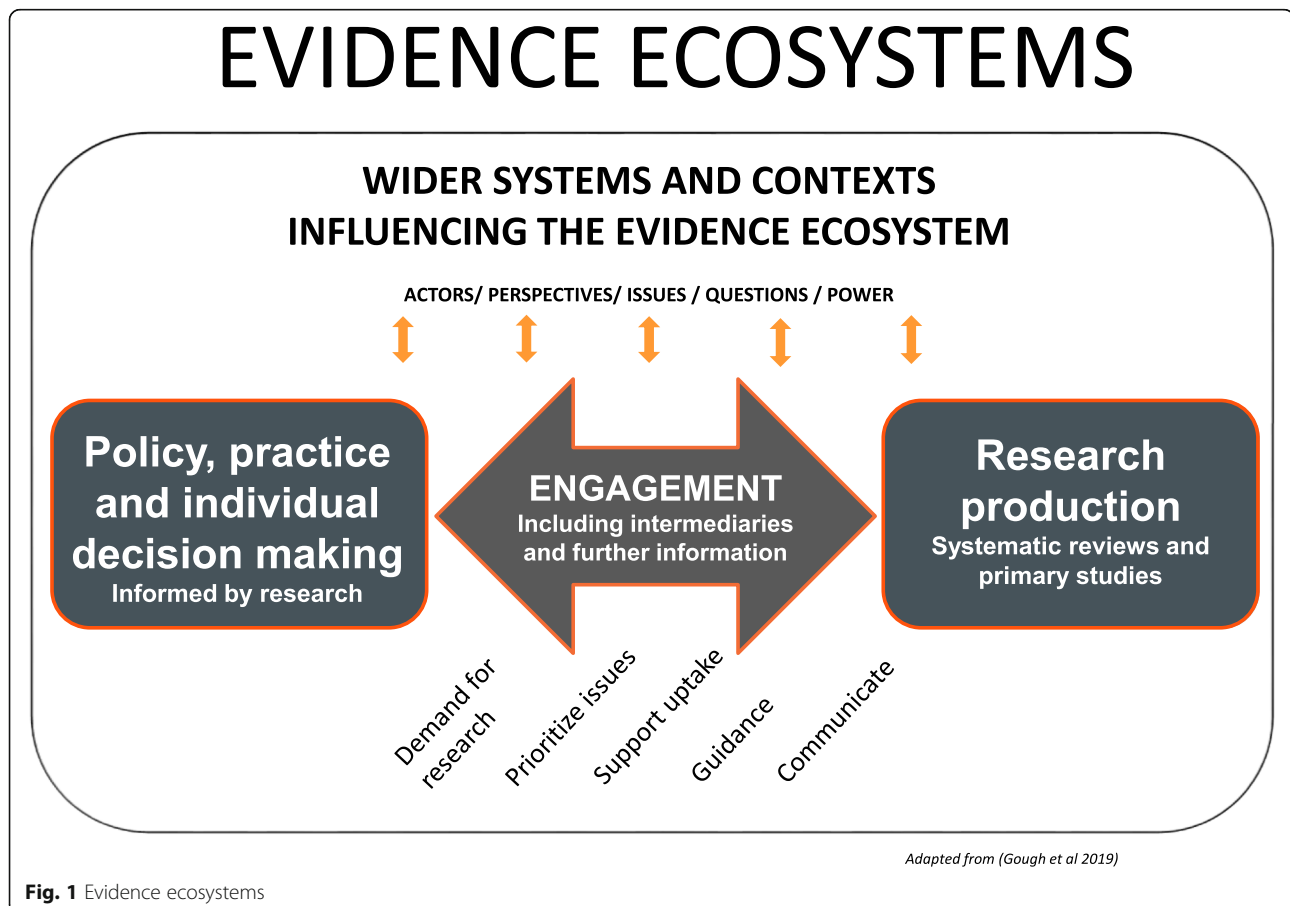 EVIDENCE ECOSYSTEMS
WIDER SYSTEMS AND CONTEXTS
INFLUENCING THE EVIDENCE ECOSYSTEM
ACTORS/ PERSPECTIVES/ ISSUES / QUESTIONS / POWER
Policy, practice
and individual
decision making
Informed by research
ENGAGEMENT
Including intermediaries
and further information
Research
production
Systematic reviews and
primary studies
Demand for
research
Prioritize issues
Support uptake
Guidance
Communicate
Adapted from (Gough et al 2019)
Fig. 1 Evidence ecosystems